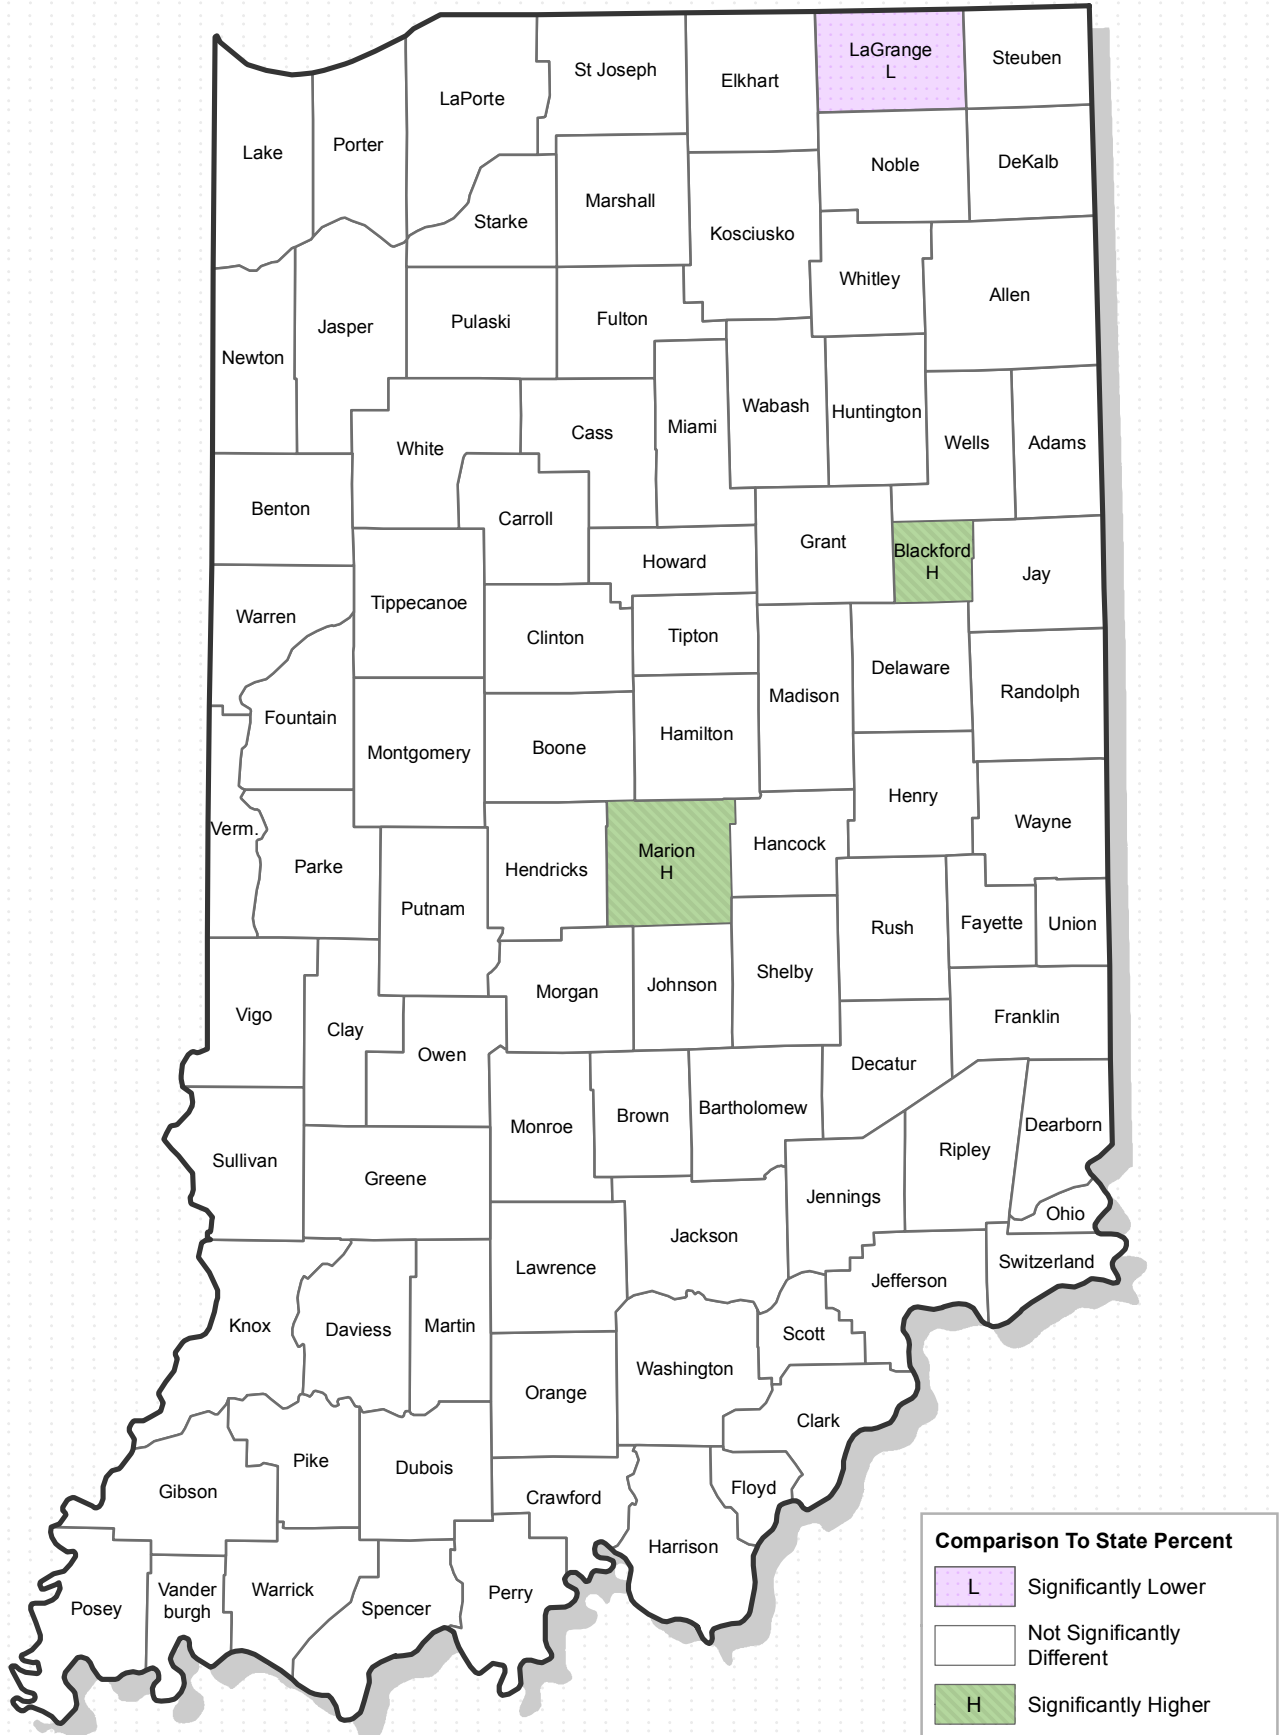 LaGrange
L
Steuben
St Joseph
Elkhart
LaPorte
Lake
Porter
Noble
DeKalb
Marshall
Starke
Kosciusko
Whitley
Allen
Jasper
Pulaski
Fulton
Newton
Wabash
Huntington
Miami
Cass
White
Wells
Adams
Benton
Carroll
Grant
Howard
Blackford
H
Jay
Warren
Tippecanoe
Clinton
Tipton
Delaware
Madison
Randolph
Fountain
Montgomery
Boone
Hamilton
Henry
Wayne
Verm.
Parke
Putnam
Hendricks
Marion
H
Hancock
Rush
Fayette
Union
Shelby
Johnson
Morgan
Vigo
Clay
Owen
Franklin
Decatur
Monroe
Brown
Bartholomew
Dearborn
Ripley
Sullivan
Greene
Jennings
Ohio
Jackson
Lawrence
Switzerland
Jefferson
Knox
Daviess
Martin
Scott
Washington
Orange
Clark
Pike
Dubois
Gibson
Crawford
Floyd
Harrison
Posey
Vander
burgh
Warrick
Spencer
Perry
Comparison To State Percent
L Significantly Lower
Not Significantly
Different
H Significantly Higher